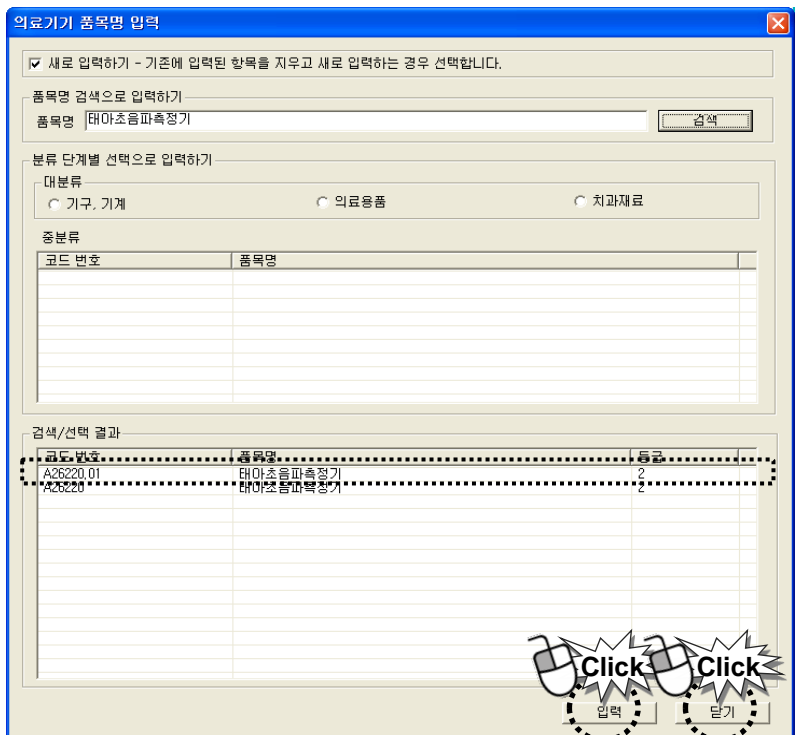 의료기기 품목명 입력
새로 입력하기 - 기존에 입력된 항목을 지우고 새로 입력하는 경우 선택합니다.
품목명 검색으로 입력하기
품목명 태아초음파측정기 검색
분류 단계별 선택으로 입력하기
대분류
기구, 기계 의료용품 치과재료
중분류
코드 번호 품목명
검색/선택 결과
코드 번호 품목명 등급
A26220.01 태아초음파측정기 2
A26220 태아초음파측정기 2
Click Click
입력 닫기